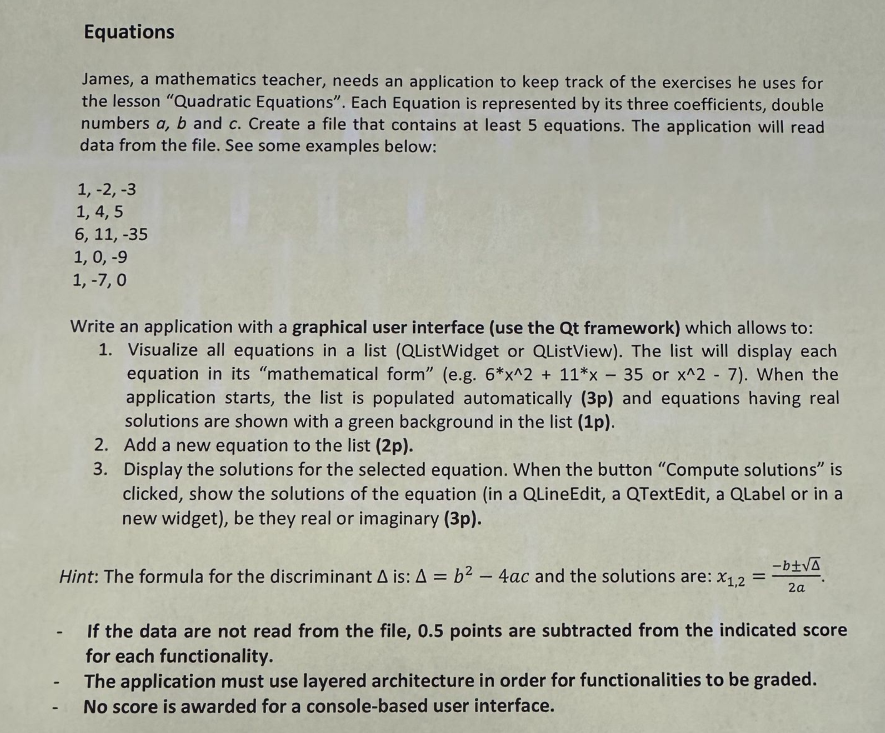 Equations
James, a mathematics teacher, needs an application to keep track of the exercises he uses for
the lesson “Quadratic Equations”. Each Equation is represented by its three coefficients, double
numbers a, b and c. Create a file that contains at least 5 equations. The application will read
data from the file. See some examples below:
1, -2, -3
1, 4, 5
6, 11, -35
1, 0, -9
1, -7, 0
Write an application with a graphical user interface (use the Qt framework) which allows to:
1. Visualize all equations in a list (QListWidget or QListView). The list will display each
equation in its “mathematical form” (e.g. 6*x^2 + 11*x – 35 or x^2 - 7). When the
application starts, the list is populated automatically (3p) and equations having real
solutions are shown with a green background in the list (1p).
2. Add a new equation to the list (2p).
3. Display the solutions for the selected equation. When the button “Compute solutions” is
clicked, show the solutions of the equation (in a QLineEdit, a QTextEdit, a QLabel or in a
new widget), be they real or imaginary (3p).
Hint: The formula for the discriminant Δ is: Δ = b² − 4ac and the solutions are: x₁,₂ = (−b±√Δ)/2a.
- If the data are not read from the file, 0.5 points are subtracted from the indicated score
for each functionality.
- The application must use layered architecture in order for functionalities to be graded.
- No score is awarded for a console-based user interface.